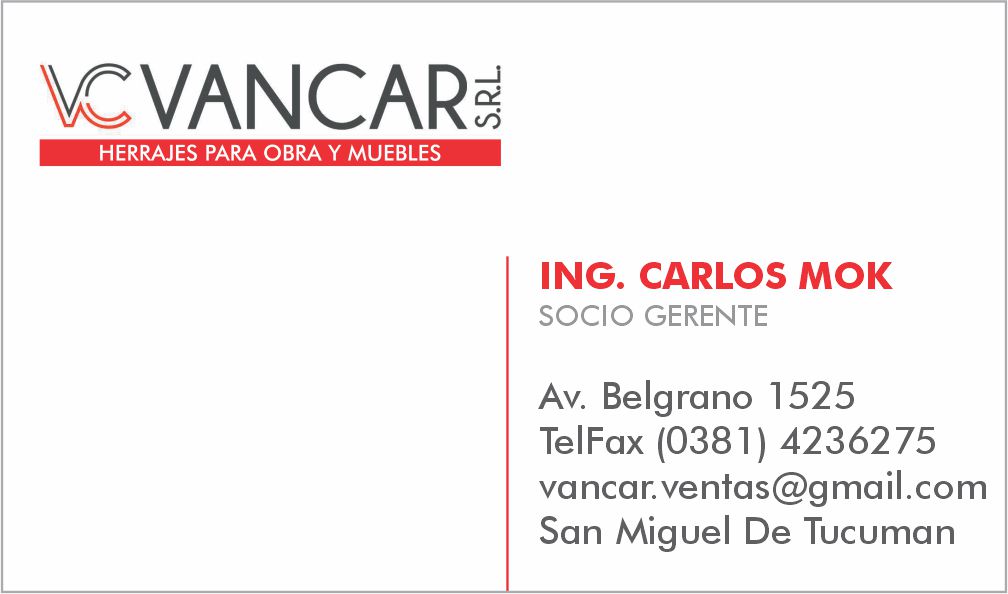 VC VANCAR S.R.L.
HERRAJES PARA OBRA Y MUEBLES
ING. CARLOS MOK
SOCIO GERENTE
Av. Belgrano 1525
TelFax (0381) 4236275
vancar.ventas@gmail.com
San Miguel De Tucuman